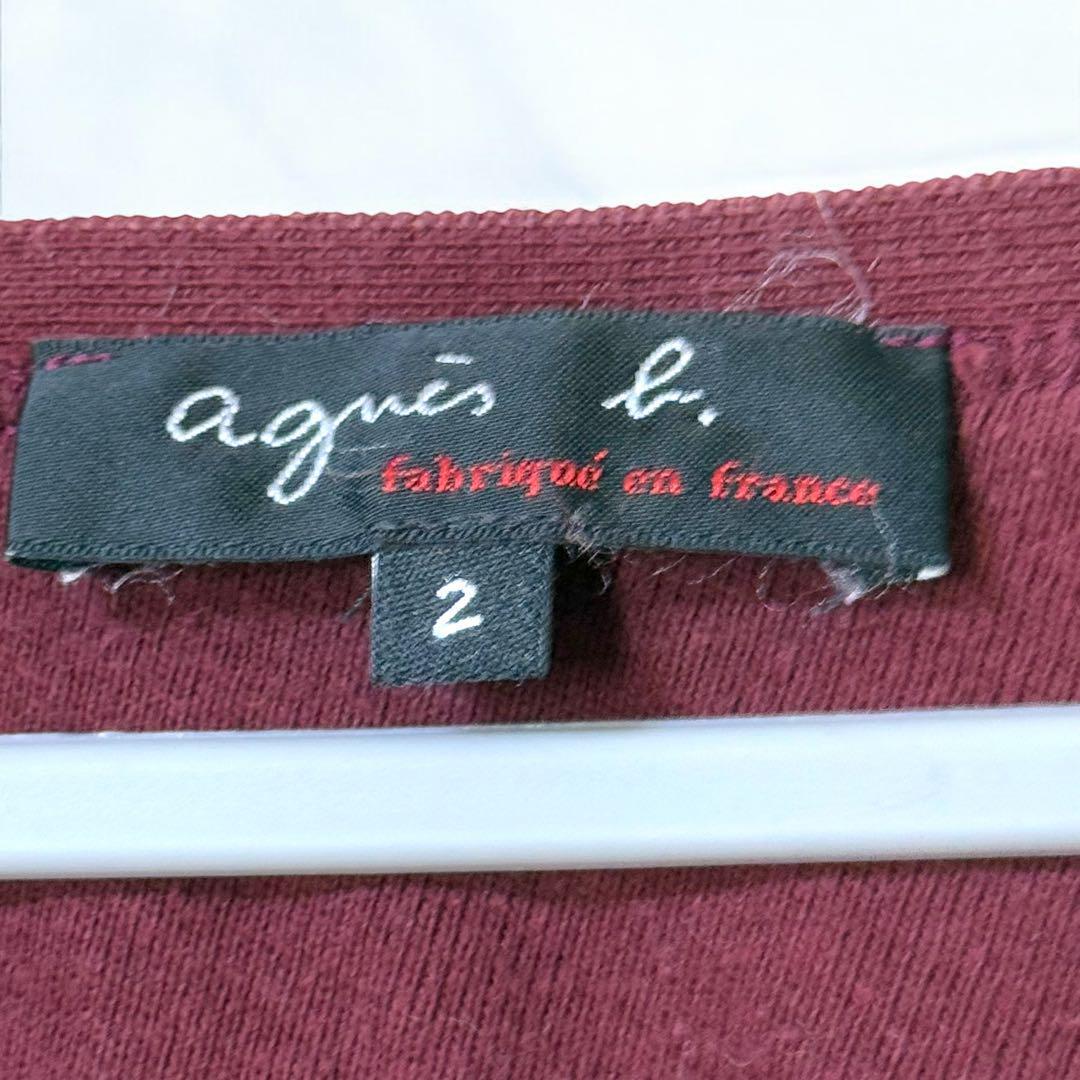 agnès b.
fabriqué en france
2